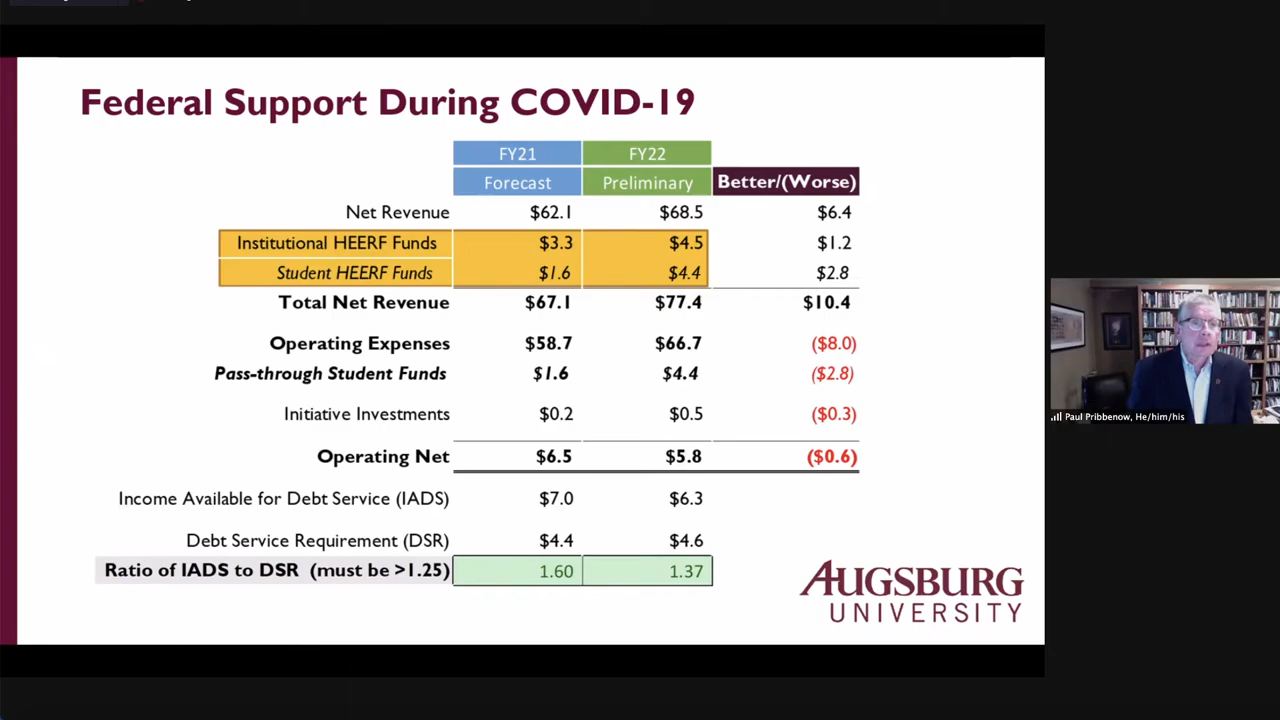 Federal Support During COVID-19
FY21 FY22
Forecast Preliminary Better/(Worse)
Net Revenue $62.1 $68.5 $6.4
Institutional HEERF Funds $3.3 $4.5 $1.2
Student HEERF Funds $1.6 $4.4 $2.8
Total Net Revenue $67.1 $77.4 $10.4
Operating Expenses $58.7 $66.7 ($8.0)
Pass-through Student Funds $1.6 $4.4 ($2.8)
Initiative Investments $0.2 $0.5 ($0.3)
Operating Net $6.5 $5.8 ($0.6)
Income Available for Debt Service (IADS) $7.0 $6.3
Debt Service Requirement (DSR) $4.4 $4.6
Ratio of IADS to DSR (must be >1.25) 1.60 1.37
AUGSBURG
UNIVERSITY
Paul Pribbenow, He/him/his